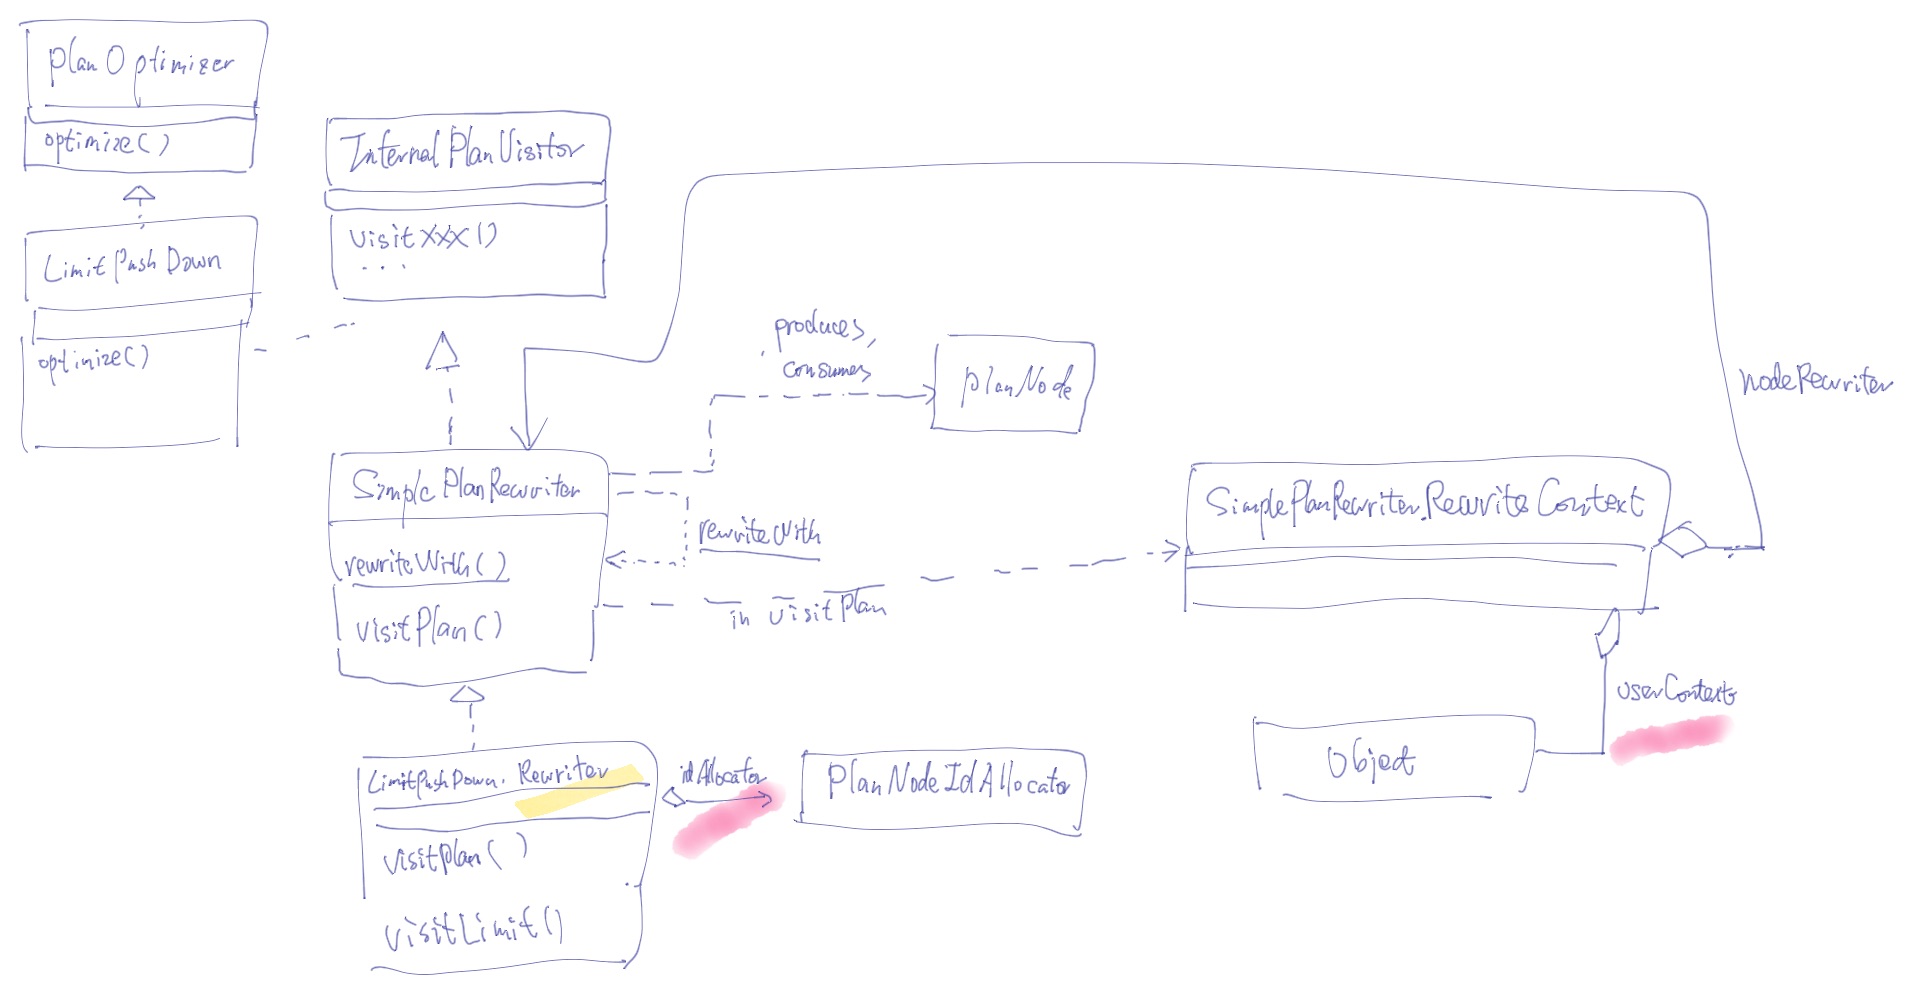 PlanOptimizer
optimize()
LimitPushDown
optimize()
InternalPlanVisitor
visitXXX()
...
produces,
consumes
PlanNode
nodeRewriter
SimplePlanRewriter
rewriteWith()
visitPlan()
rewriteWith
in visitPlan
SimplePlanRewriter.RewriteContext
userContext
Object
LimitPushDown.Rewriter
visitPlan()
visitLimit()
idAllocator
PlanNodeIdAllocator